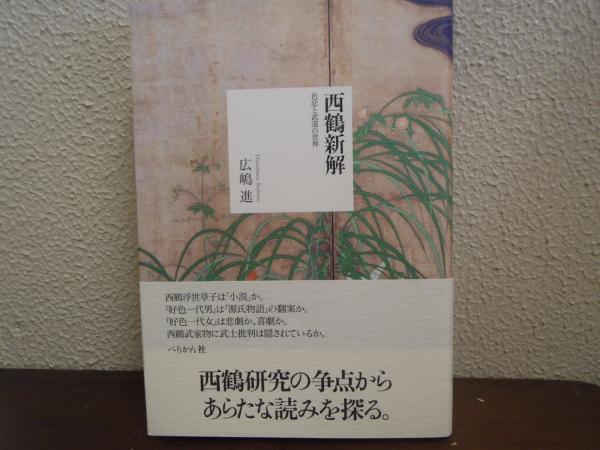 西鶴新解
色恋と武道の世界
広嶋進
Hiroshima Susumu
西鶴浮世草子は「小説」か。
『好色一代男』は『源氏物語』の翻案か。
『好色一代女』は悲劇か、喜劇か。
西鶴武家物に武士批判は隠されているか。
ぺりかん社
西鶴研究の争点から
あらたな読みを探る。